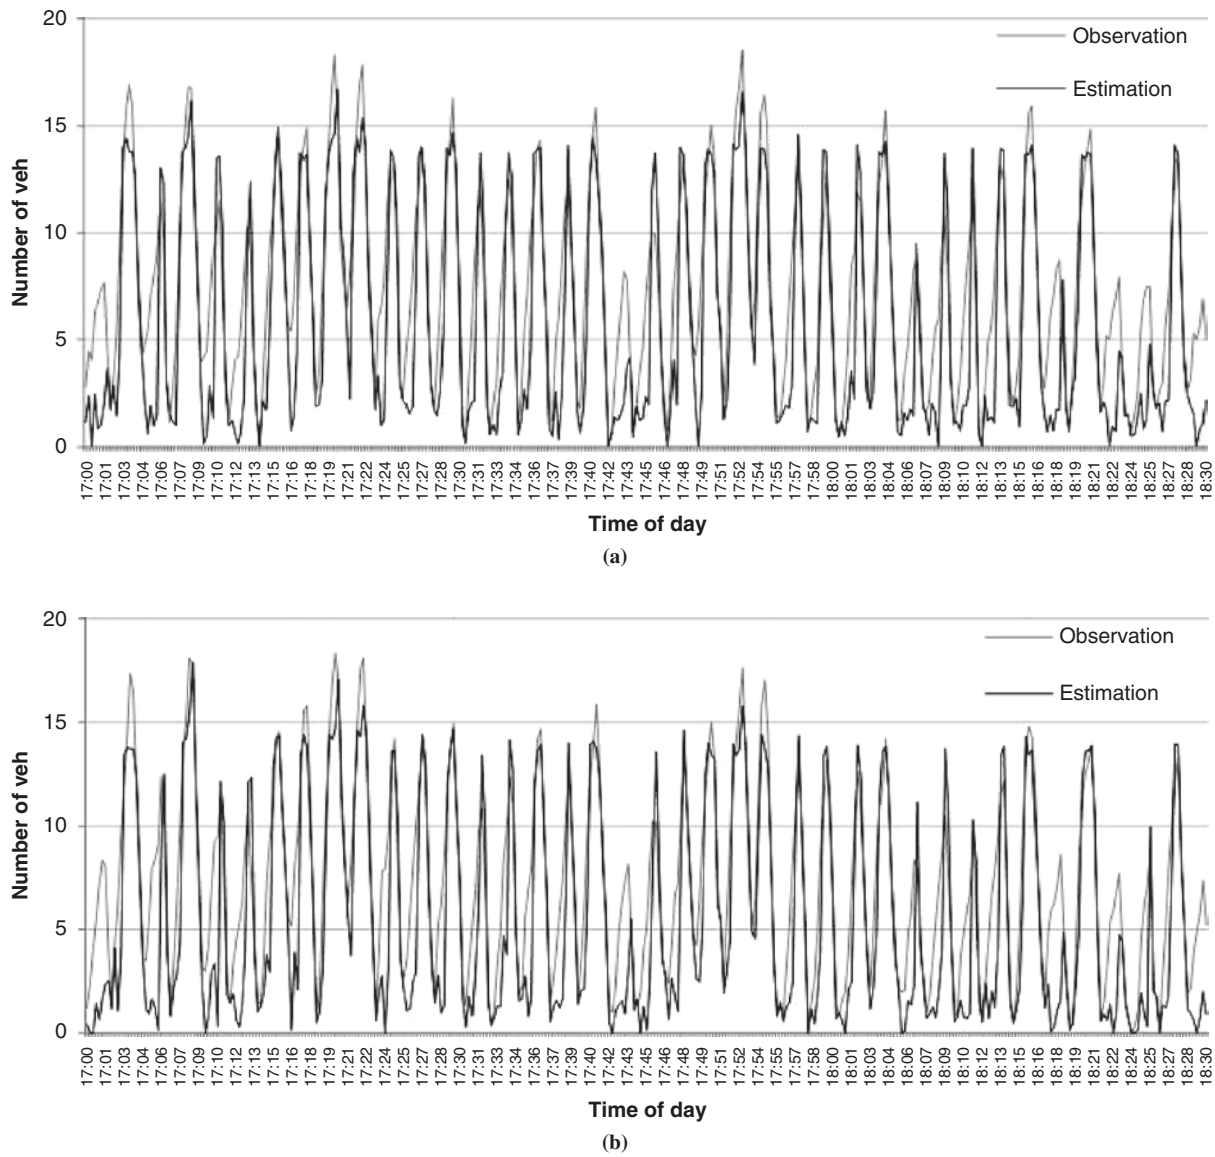 20
15
10
5
0
Number of veh
Observation
Estimation
17:00 17:01 17:03 17:04 17:06 17:07 17:09 17:10 17:12 17:13 17:15 17:16 17:18 17:19 17:21 17:22 17:24 17:25 17:27 17:28 17:30 17:31 17:33 17:34 17:36 17:37 17:39 17:40 17:42 17:43 17:45 17:46 17:48 17:49 17:51 17:52 17:54 17:55 17:57 17:58 18:00 18:01 18:03 18:04 18:06 18:07 18:09 18:10 18:12 18:13 18:15 18:16 18:18 18:19 18:21 18:22 18:24 18:25 18:27 18:28 18:30
Time of day
(a)
20
15
10
5
0
Number of veh
Observation
Estimation
17:00 17:01 17:03 17:04 17:06 17:07 17:09 17:10 17:12 17:13 17:15 17:16 17:18 17:19 17:21 17:22 17:24 17:25 17:27 17:28 17:30 17:31 17:33 17:34 17:36 17:37 17:39 17:40 17:42 17:43 17:45 17:46 17:48 17:49 17:51 17:52 17:54 17:55 17:57 17:58 18:00 18:01 18:03 18:04 18:06 18:07 18:09 18:10 18:12 18:13 18:15 18:16 18:18 18:19 18:21 18:22 18:24 18:25 18:27 18:28 18:30
Time of day
(b)